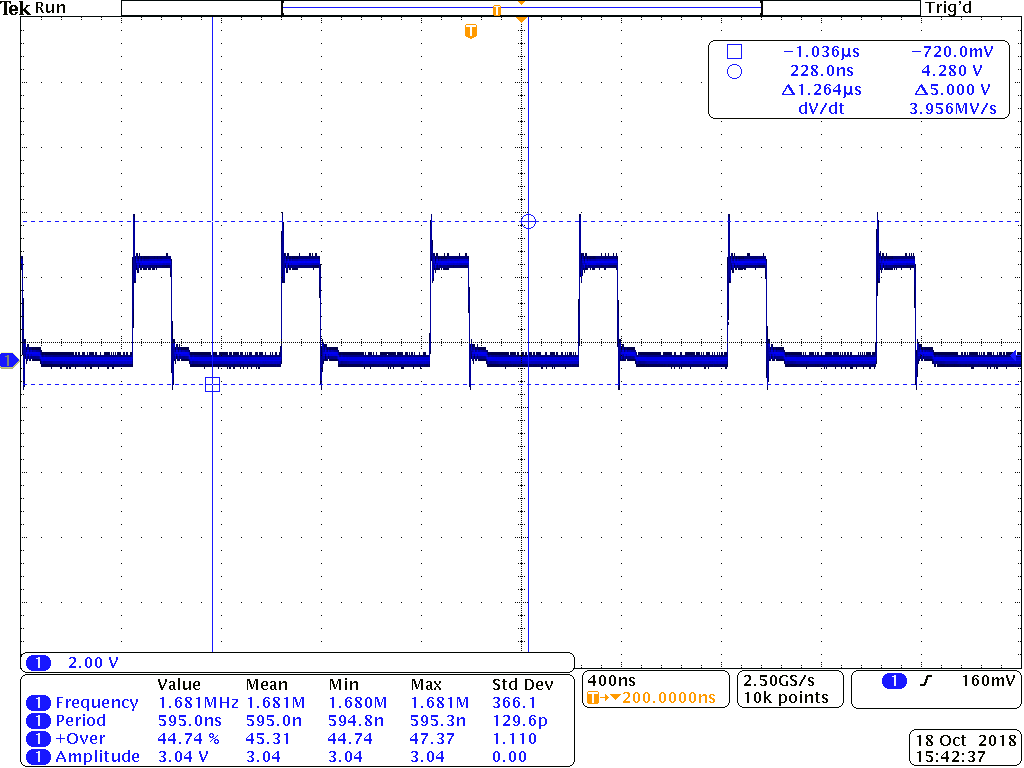 Tek Run Trig'd
T
T
−1.036µs −720.0mV
228.0ns 4.280 V
Δ1.264µs Δ5.000 V
dV/dt 3.956MV/s
1
1 2.00 V
Value Mean Min Max Std Dev
1 Frequency 1.681MHz 1.681M 1.680M 1.681M 366.1
1 Period 595.0ns 595.0n 594.8n 595.3n 129.6p
1 +Over 44.74 % 45.31 44.74 47.37 1.110
1 Amplitude 3.04 V 3.04 3.04 3.04 0.00
400ns
T→▼200.0000ns
2.50GS/s
10k points
1 160mV
18 Oct 2018
15:42:37